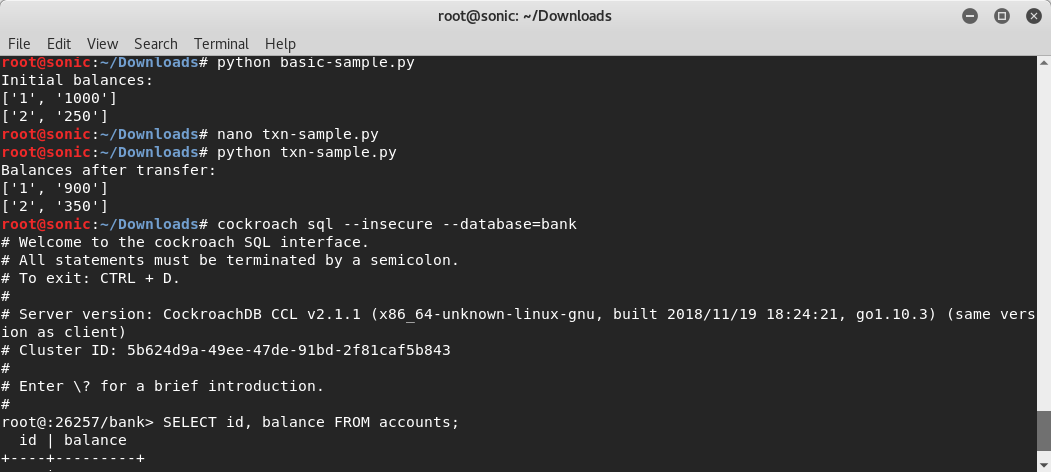 root@sonic: ~/Downloads
File Edit View Search Terminal Help
root@sonic:~/Downloads# python basic-sample.py
Initial balances:
['1', '1000']
['2', '250']
root@sonic:~/Downloads# nano txn-sample.py
root@sonic:~/Downloads# python txn-sample.py
Balances after transfer:
['1', '900']
['2', '350']
root@sonic:~/Downloads# cockroach sql --insecure --database=bank
# Welcome to the cockroach SQL interface.
# All statements must be terminated by a semicolon.
# To exit: CTRL + D.
#
# Server version: CockroachDB CCL v2.1.1 (x86_64-unknown-linux-gnu, built 2018/11/19 18:24:21, go1.10.3) (same vers
ion as client)
# Cluster ID: 5b624d9a-49ee-47de-91bd-2f81caf5b843
#
# Enter \? for a brief introduction.
#
root@:26257/bank> SELECT id, balance FROM accounts;
  id | balance
+----+---------+